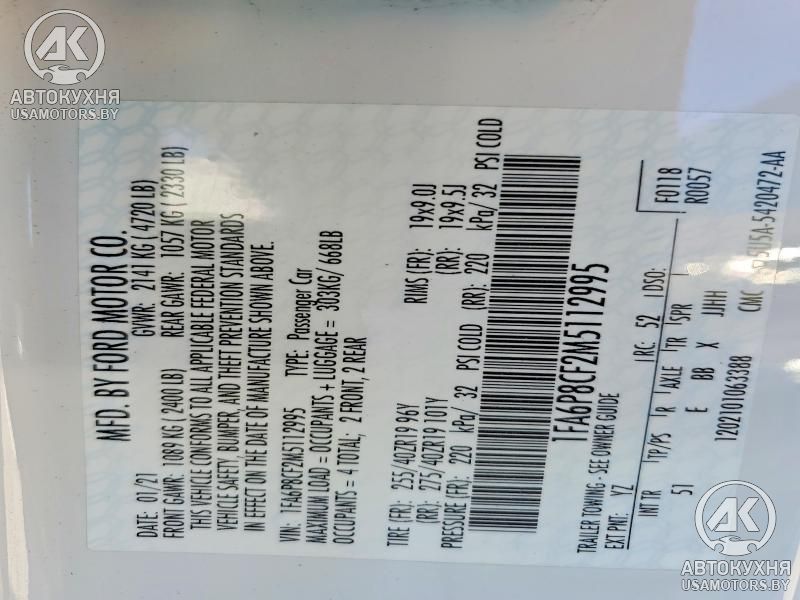 MFD. BY FORD MOTOR CO.
DATE: 01/21 GVWR: 2141 KG ( 4720 LB)
FRONT GAWR: 1089 KG ( 2400 LB) REAR GAWR: 1057 KG ( 2330 LB)
THIS VEHICLE CONFORMS TO ALL APPLICABLE FEDERAL MOTOR
VEHICLE SAFETY, BUMPER, AND THEFT PREVENTION STANDARDS
IN EFFECT ON THE DATE OF MANUFACTURE SHOWN ABOVE.
VIN: 1FA6P8CF2M5112995 TYPE: Passenger Car
MAXIMUM LOAD = OCCUPANTS + LUGGAGE = 303KG/ 668LB
OCCUPANTS = 4 TOTAL; 2 FRONT, 2 REAR
TIRE (FR): 255/40ZR19 96Y RIMS (FR): 19x9.0J
(RR): 275/40ZR19 101Y (RR): 19x9.5J
PRESSURE (FR): 220 kPa/ 32 PSI COLD (RR): 220 kPa/ 32 PSI COLD
1FA6P8CF2M5112995
TRAILER TOWING - SEE OWNER GUIDE F0118
EXT PNT: YZ RC: 52 DSO: R0057
INT TR TP/PS R AXLE TR SPR
51 E BB X JJHH
1202101063388 CMC 5U5A-5420472-AA
АВТОКУХНЯ
USAMOTORS.BY
АВТОКУХНЯ
USAMOTORS.BY